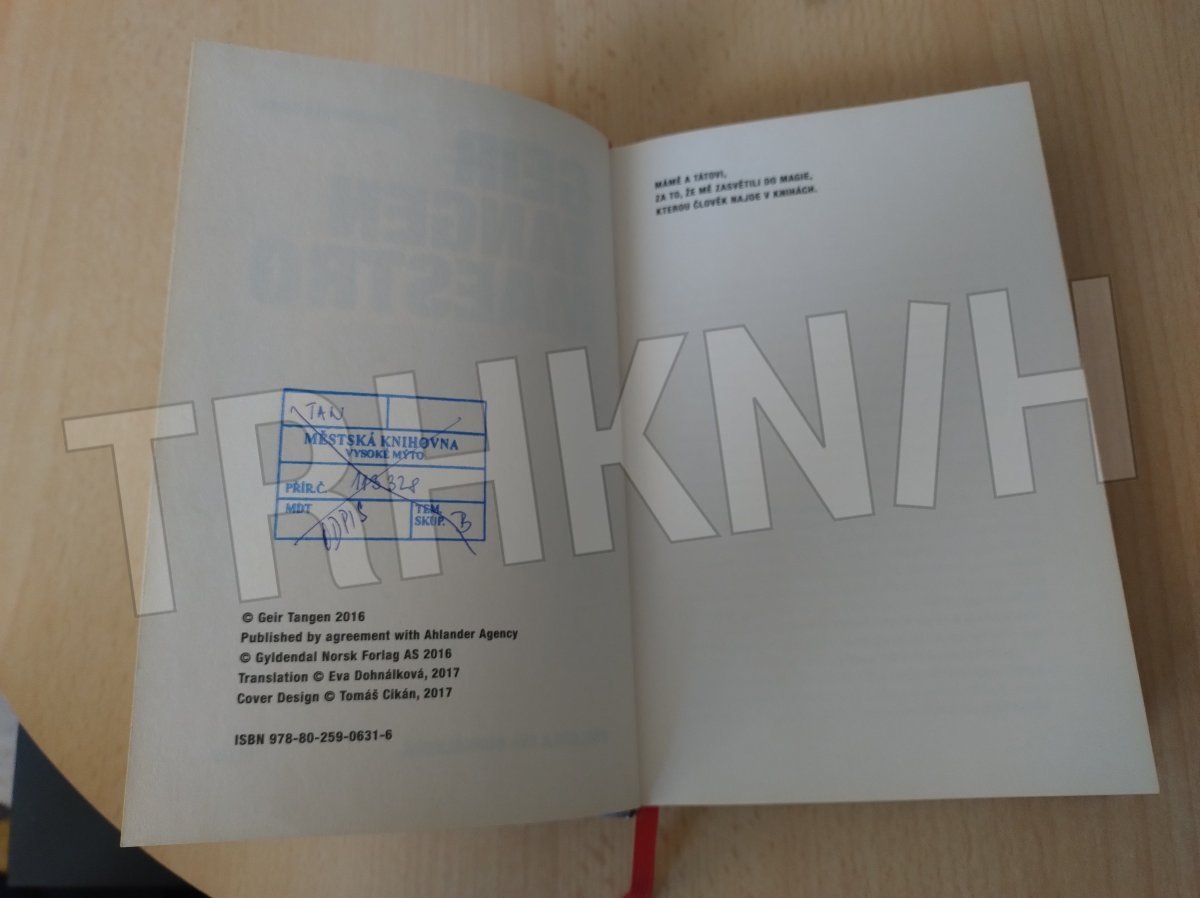 TAN
MĚSTSKÁ KNIHOVNA
VYSOKÉ MÝTO
PŘÍR.Č.
MDT
ODPIS
TEM.
SKUP. B
© Geir Tangen 2016
Published by agreement with Ahlander Agency
© Gyldendal Norsk Forlag AS 2016
Translation © Eva Dohnálková, 2017
Cover Design © Tomáš Cikán, 2017
ISBN 978-80-259-0631-6
MÁMĚ A TÁTOVI,
ZA TO, ŽE MĚ ZASVĚTILI DO MAGIE,
KTEROU ČLOVĚK NAJDE V KNIHÁCH.
TRHKNIH